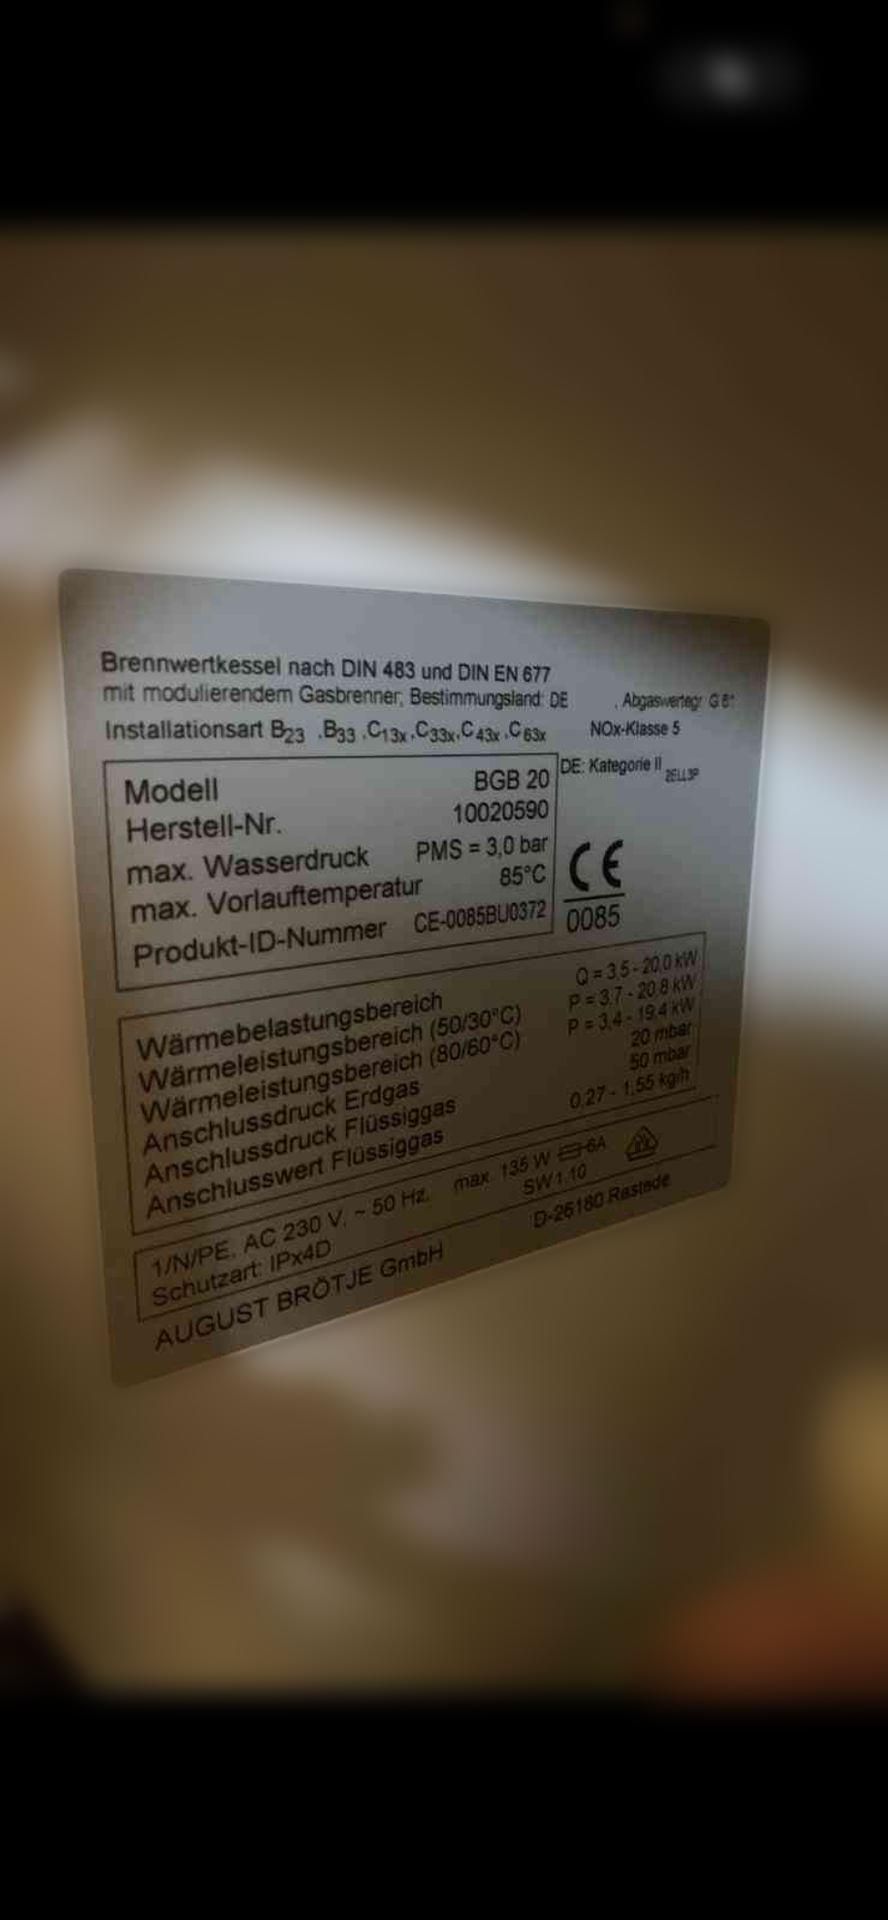 Brennwertkessel nach DIN 483 und DIN EN 677
mit modulierendem Gasbrenner, Bestimmungsland: DE , Abgaswertegr. G 61
Installationsart B23 ,B33 ,C13x,C33x,C43x,C63x NOx-Klasse 5
DE: Kategorie II 2ELL3P
Modell BGB 20
Herstell-Nr. 10020590
max. Wasserdruck PMS = 3,0 bar
max. Vorlauftemperatur 85°C
Produkt-ID-Nummer CE-0085BU0372
CE
0085
Wärmebelastungsbereich Q = 3,5 - 20,0 kW
Wärmeleistungsbereich (50/30°C) P = 3,7 - 20,8 kW
Wärmeleistungsbereich (80/60°C) P = 3,4 - 19,4 kW
Anschlussdruck Erdgas 20 mbar
Anschlussdruck Flüssiggas 50 mbar
Anschlusswert Flüssiggas 0,27 - 1,55 kg/h
1/N/PE, AC 230 V, ~ 50 Hz, max. 135 W 6A
Schutzart: IPx4D SW1.10
AUGUST BRÖTJE GmbH D-26180 Rastede